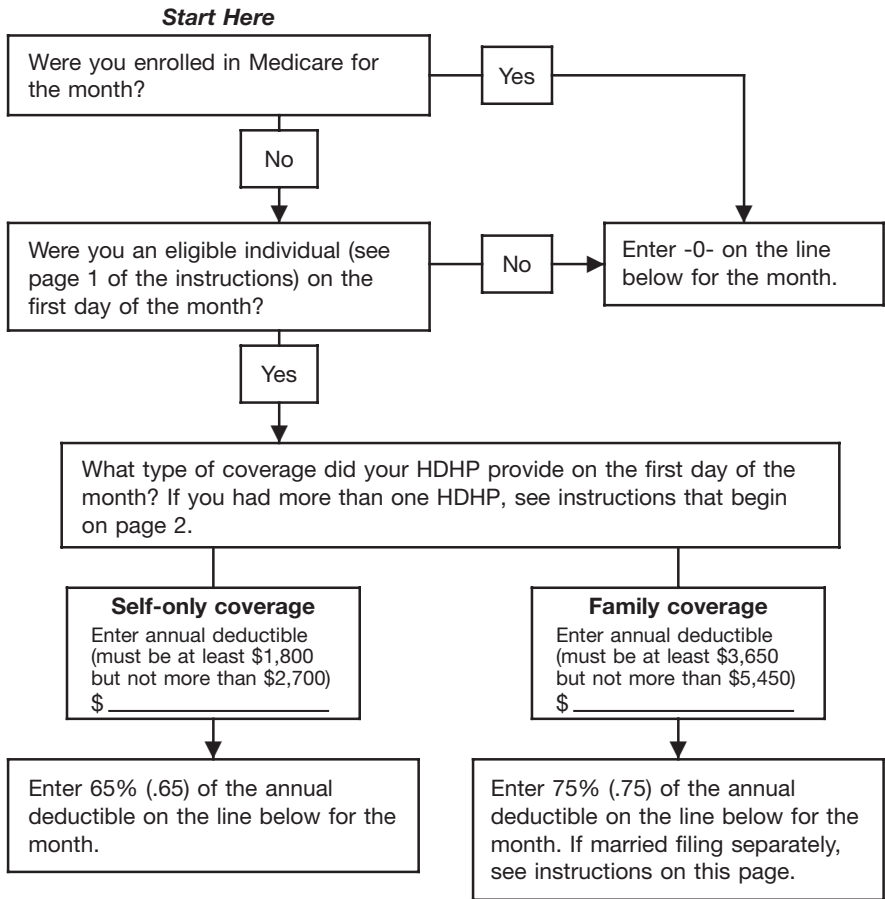 Start Here
Were you enrolled in Medicare for
the month?
Yes
No
Were you an eligible individual (see
page 1 of the instructions) on the
first day of the month?
No
Enter -0- on the line
below for the month.
Yes
What type of coverage did your HDHP provide on the first day of the
month? If you had more than one HDHP, see instructions that begin
on page 2.
Self-only coverage
Enter annual deductible
(must be at least $1,800
but not more than $2,700)
$
Family coverage
Enter annual deductible
(must be at least $3,650
but not more than $5,450)
$
Enter 65% (.65) of the annual
deductible on the line below for the
month.
Enter 75% (.75) of the annual
deductible on the line below for the
month. If married filing separately,
see instructions on this page.